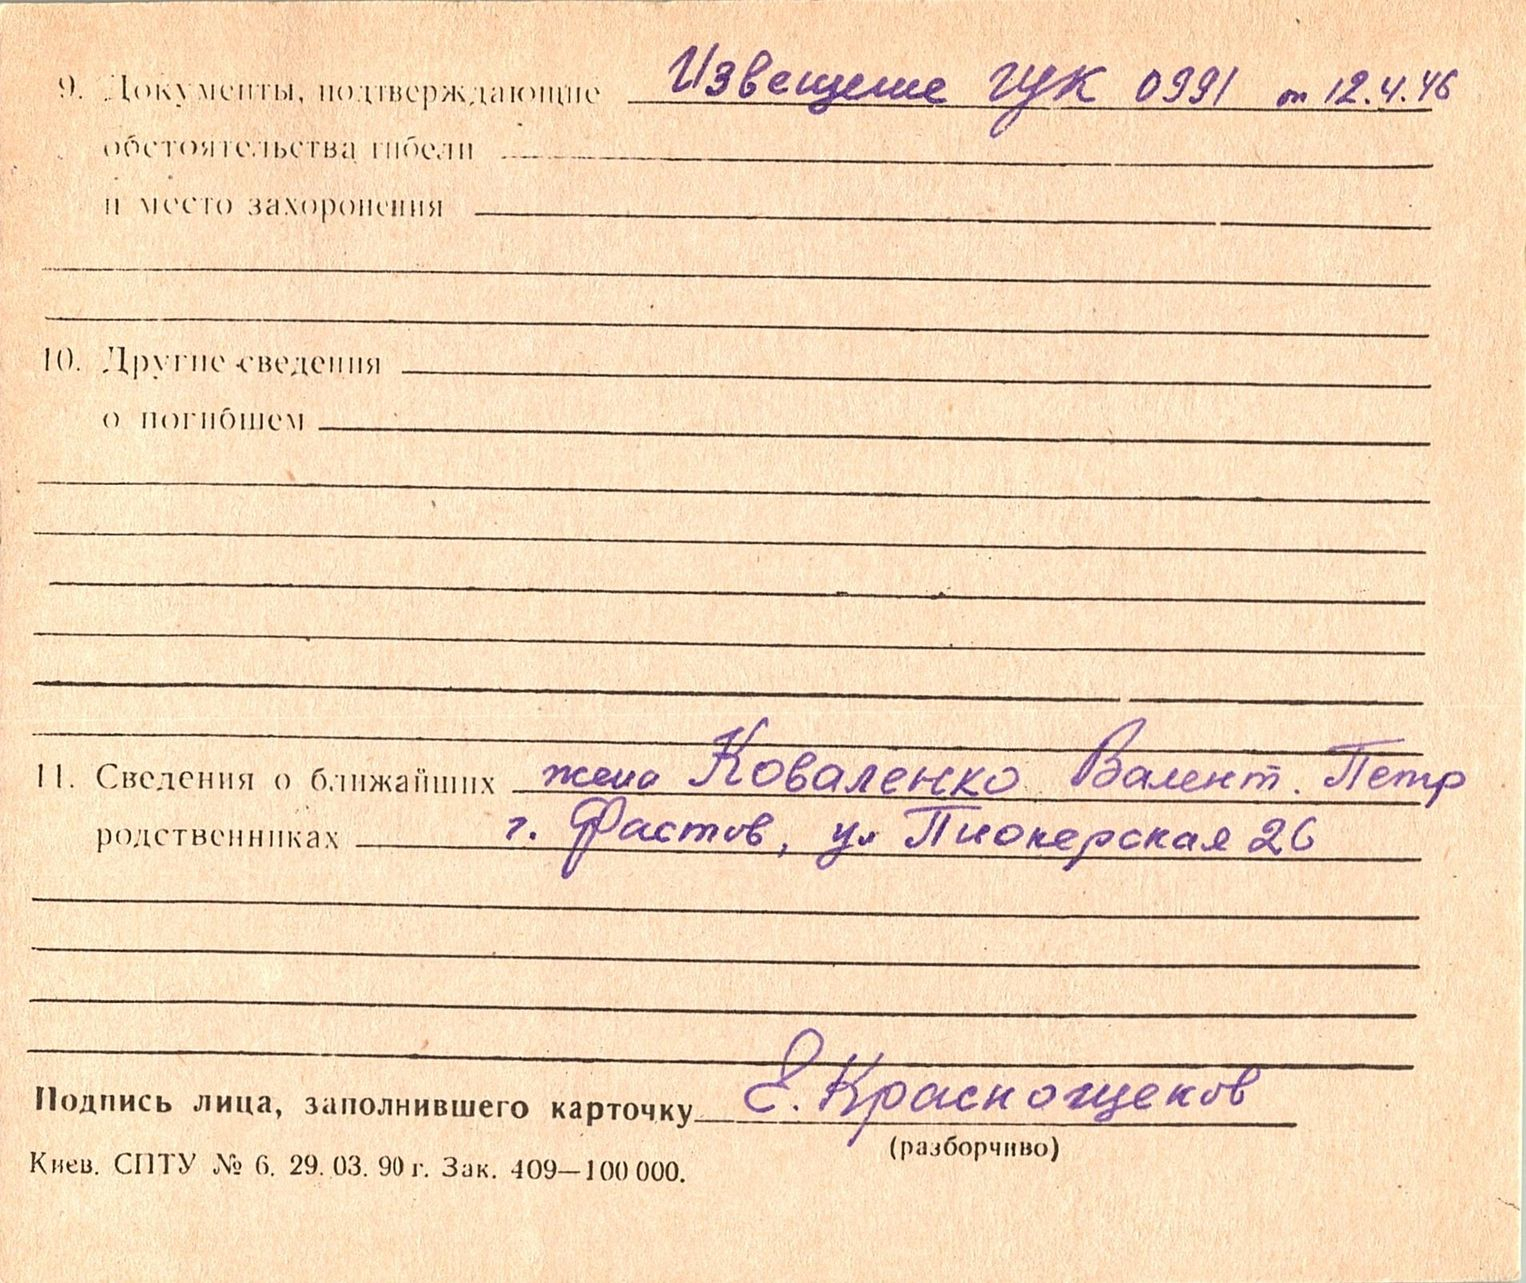 9. Документы, подтверждающие Извещение ГУК 0991 от 12.4.46
обстоятельства гибели
и место захоронения
10. Другие сведения
о погибшем
11. Сведения о ближайших жена Коваленко Валент. Петр
родственниках г. Фастов, ул Пионерская 26
Подпись лица, заполнившего карточку Е. Краснощеков
(разборчиво)
Киев. СПТУ № 6. 29. 03. 90 г. Зак. 409—100 000.